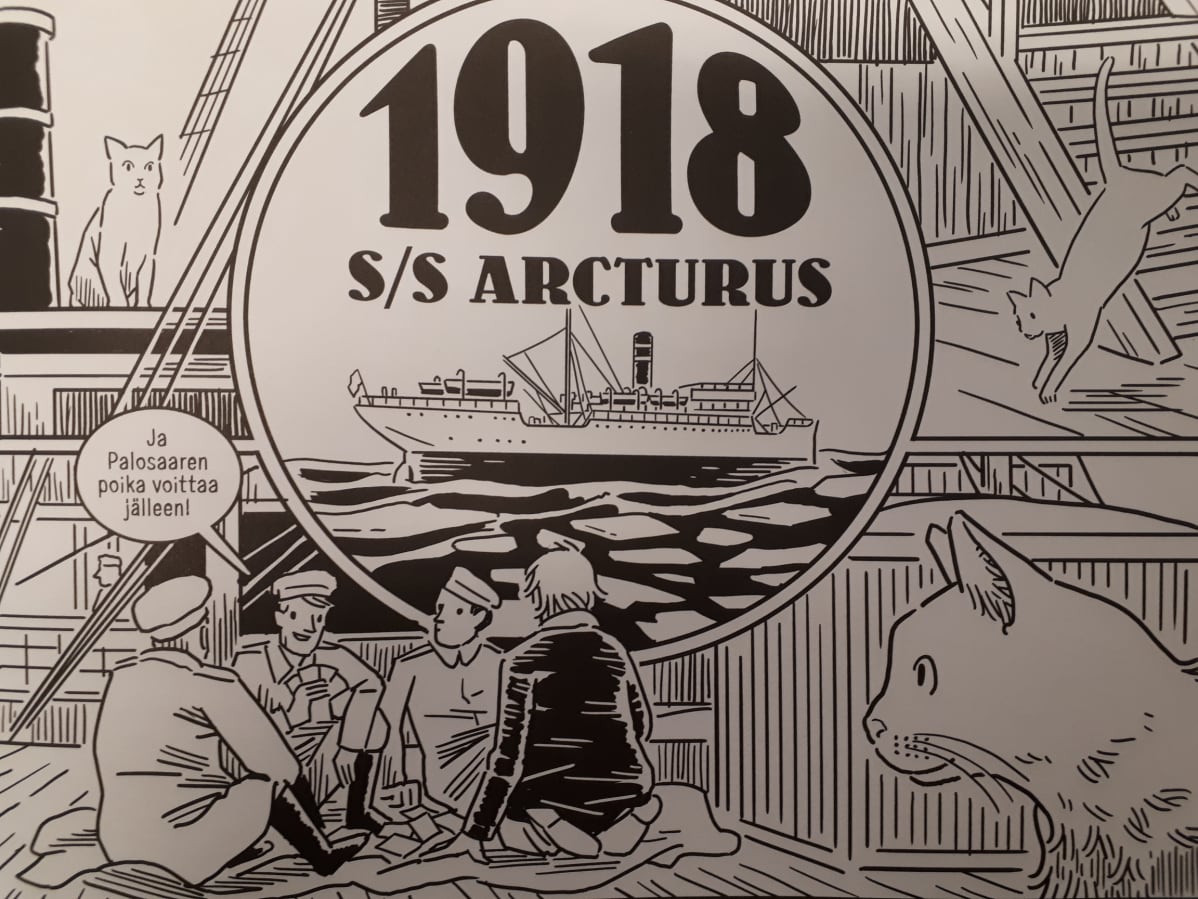 1918
S/S ARCTURUS
Ja
Palosaaren
poika voittaa
jälleen!